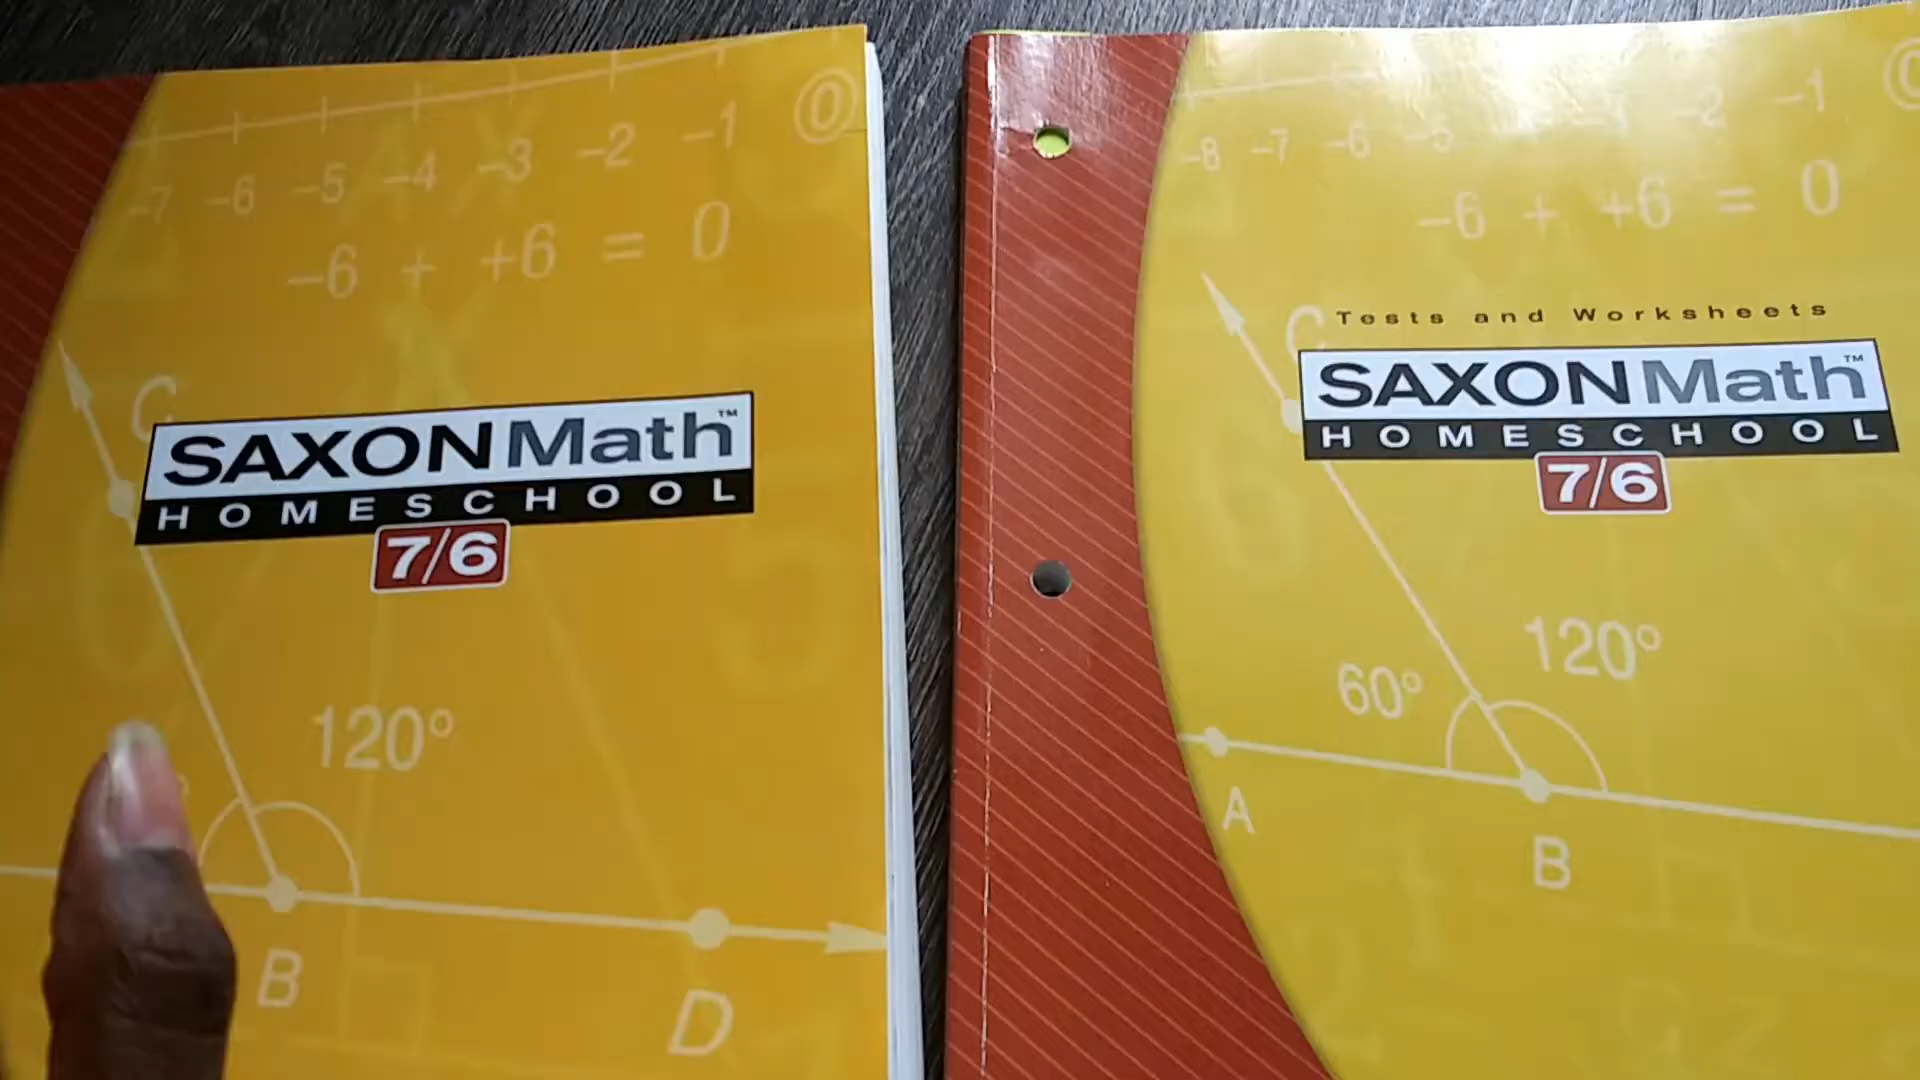 0
-7 -6 -5 -4 -3 -2 -1
-6 + +6 = 0
C
SAXON Math™
HOMESCHOOL
7/6
120°
B
D
-8 -7 -6 -5 -2 -1
-6 + +6 = 0
C
Tests and Worksheets
SAXON Math™
HOMESCHOOL
7/6
120°
60°
A
B